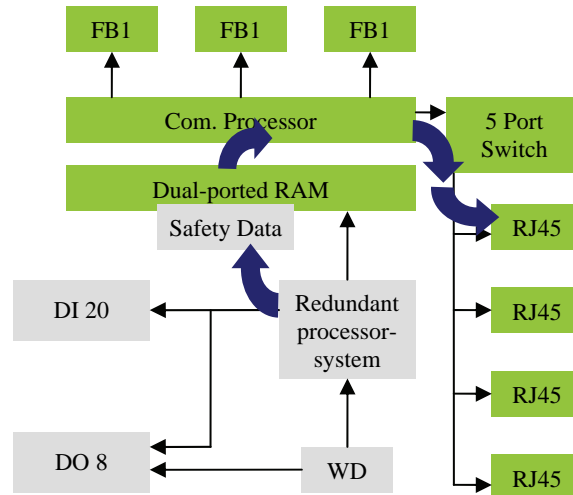 FB1
FB1
FB1
Com. Processor
5 Port
Switch
Dual-ported RAM
Safety Data
RJ45
DI 20
Redundant
processor-
system
RJ45
RJ45
DO 8
WD
RJ45